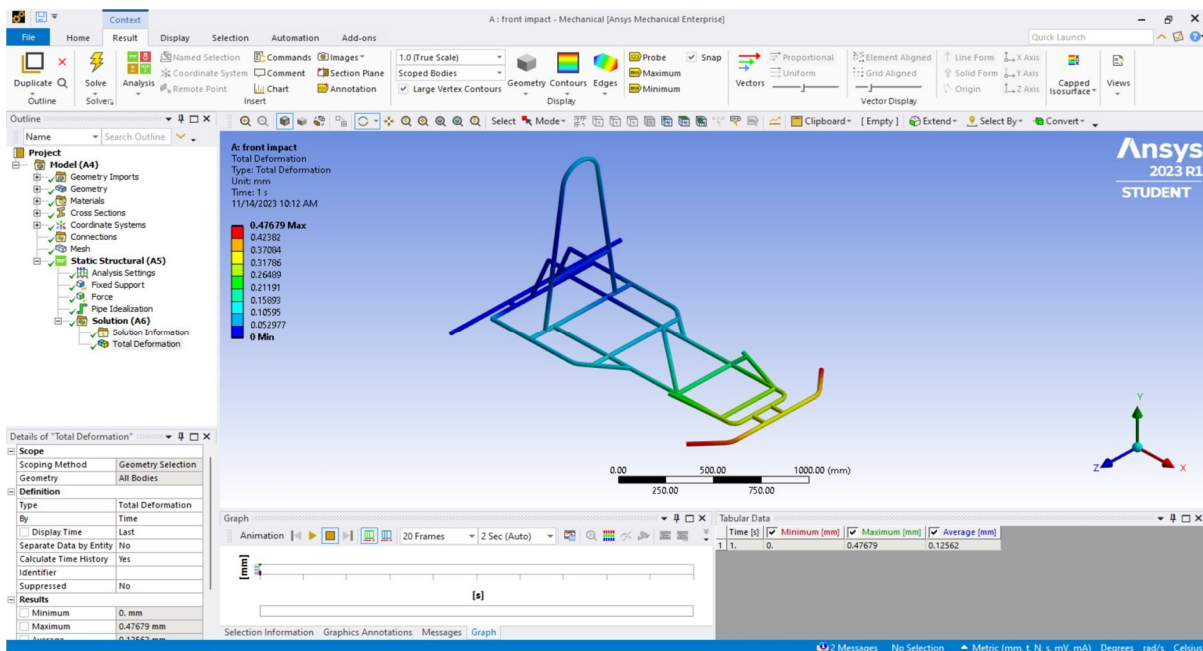 Context
A : front impact - Mechanical [Ansys Mechanical Enterprise]
File Home Result Display Selection Automation Add-ons
Quick Launch
Duplicate Q
Outline
Solve
Solver
Analysis
Named Selection
Coordinate System
Remote Point
Commands
Comment
Chart
Images
Section Plane
Annotation
Insert
1.0 (True Scale)
Scoped Bodies
Large Vertex Contours
Geometry Contours Edges
Display
Probe
Maximum
Minimum
Snap
Vectors
Proportional
Uniform
Element Aligned
Grid Aligned
Line Form
Solid Form
Origin
X Axis
Y Axis
Z Axis
Vector Display
Capped
Isosurface
Views
Outline
Name Search Outline
Select Mode Clipboard [ Empty ] Extend Select By Convert
Project
Model (A4)
Geometry Imports
Geometry
Materials
Cross Sections
Coordinate Systems
Connections
Mesh
Static Structural (A5)
Analysis Settings
Fixed Support
Force
Pipe Idealization
Solution (A6)
Solution Information
Total Deformation
A: front impact
Total Deformation
Type: Total Deformation
Unit: mm
Time: 1 s
11/14/2023 10:12 AM
0.47679 Max
0.42382
0.37084
0.31786
0.26489
0.21191
0.15893
0.10595
0.052977
0 Min
Ansys
2023 R1
STUDENT
0.00 500.00 1000.00 (mm)
250.00 750.00
Y
Z X
Details of "Total Deformation"
Scope
Scoping Method Geometry Selection
Geometry All Bodies
Definition
Type Total Deformation
By Time
Display Time Last
Separate Data by Entity No
Calculate Time History Yes
Identifier
Suppressed No
Results
Minimum 0. mm
Maximum 0.47679 mm
Average 0.12562 mm
Graph
Animation 20 Frames 2 Sec (Auto)
[mm]
[s]
Selection Information Graphics Annotations Messages Graph
Tabular Data
Time [s] Minimum [mm] Maximum [mm] Average [mm]
1 1. 0. 0.47679 0.12562
2 Messages No Selection Metric (mm, t, N, s, mV, mA) Degrees rad/s Celsius